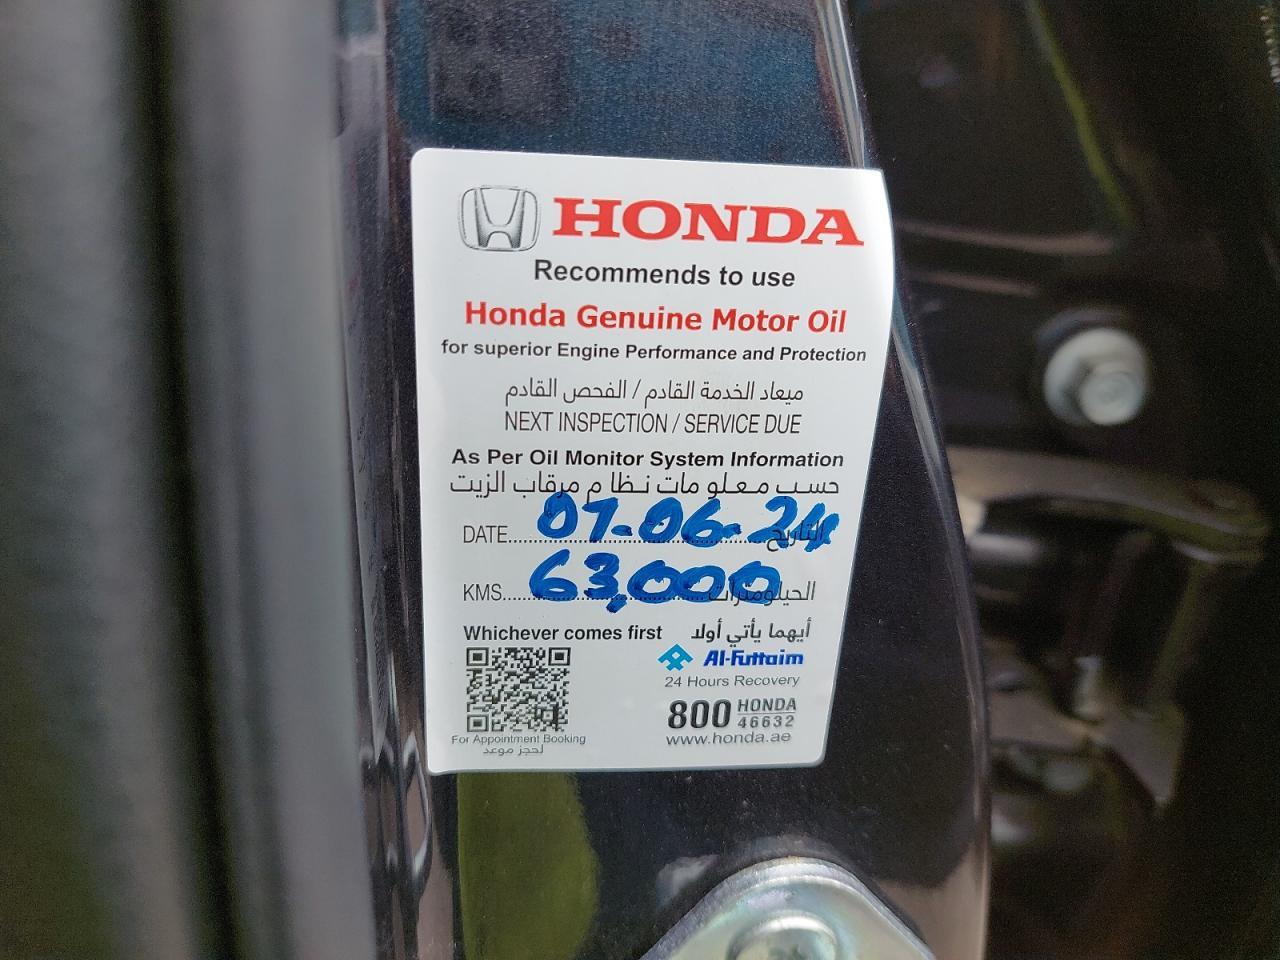 HONDA
Recommends to use
Honda Genuine Motor Oil
for superior Engine Performance and Protection
ميعاد الخدمة القادم / الفحص القادم
NEXT INSPECTION / SERVICE DUE
As Per Oil Monitor System Information
حسب معلومات نظام مرقاب الزيت
DATE 07-06-24 التاريخ
KMS 63,000 الكيلومترات
Whichever comes first أيهما يأتي أولا
Al-Futtaim
24 Hours Recovery
800 HONDA 46632
www.honda.ae
For Appointment Booking
لحجز موعد